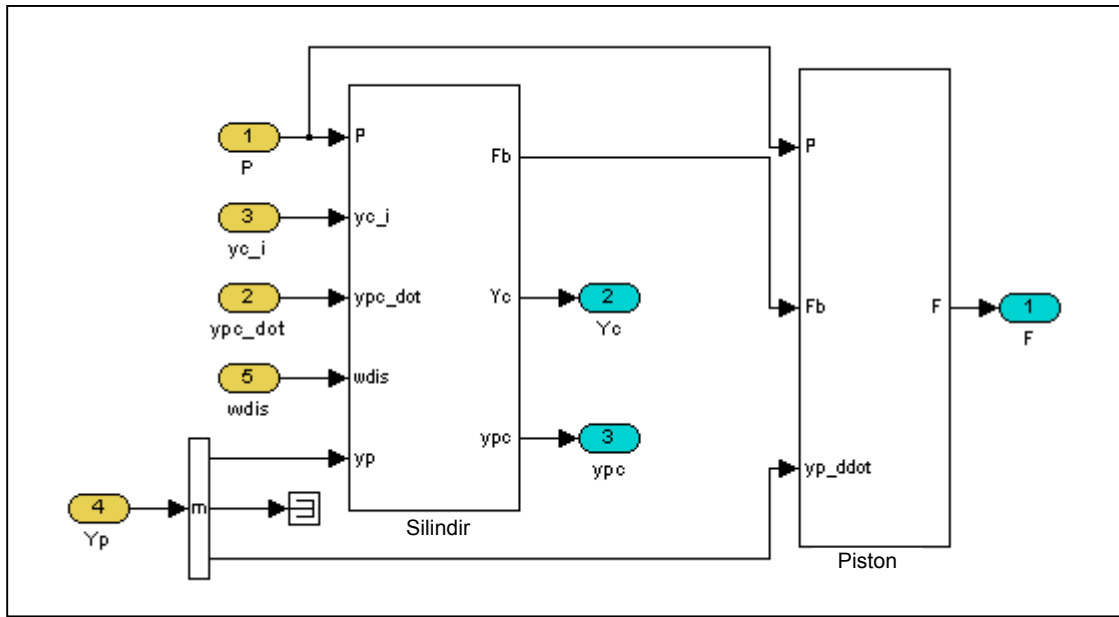 1
P
3
yc_i
2
ypc_dot
5
wdis
4
Yp
m
P
yc_i
ypc_dot
wdis
yp
Fb
Yc
ypc
Silindir
2
Yc
3
ypc
P
Fb
yp_ddot
F
Piston
1
F